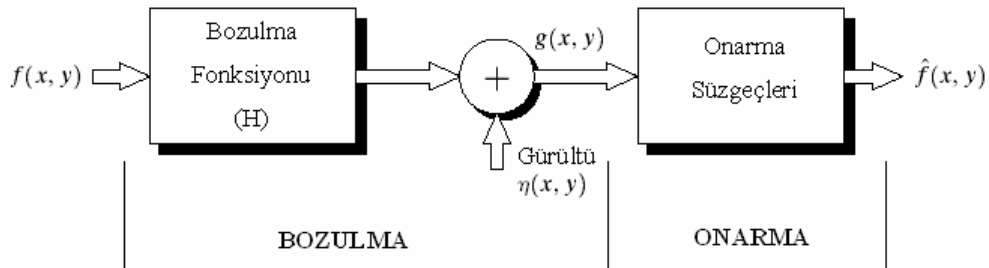 f(x, y)
Bozulma
Fonksiyonu
(H)
+
g(x, y)
Gürültü
η(x, y)
Onarma
Süzgeçleri
f̂(x, y)
BOZULMA
ONARMA